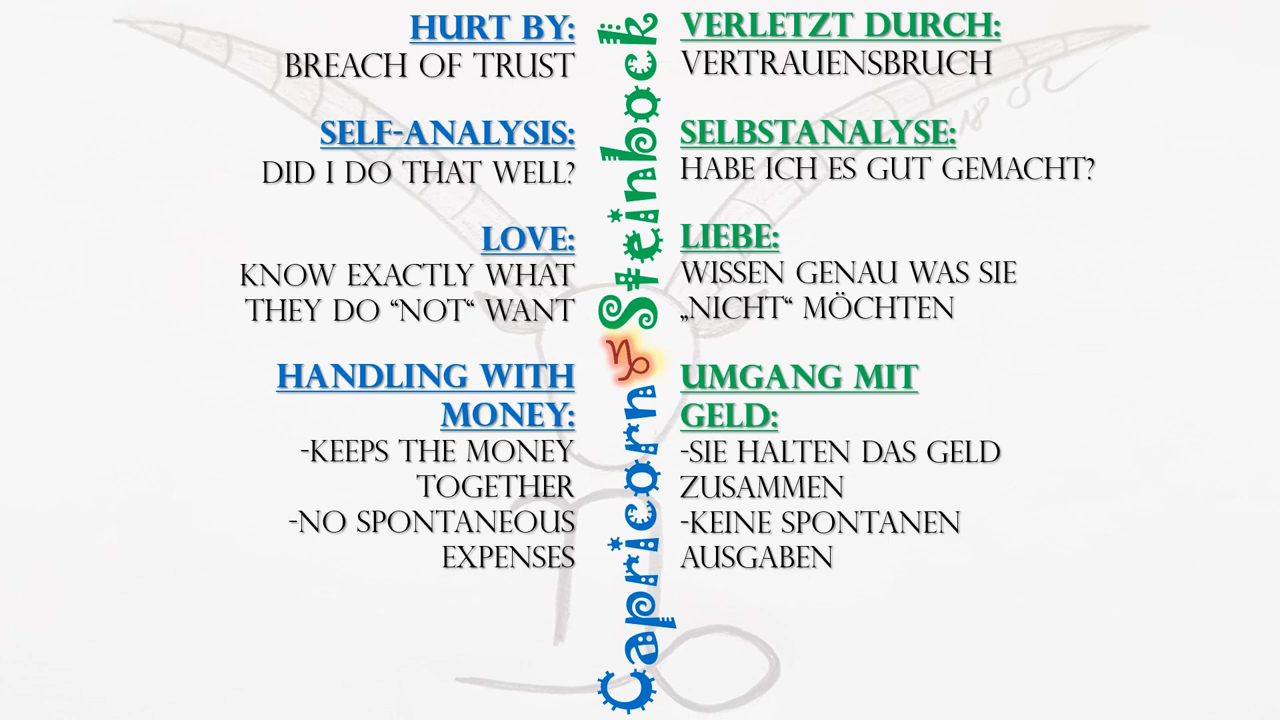 HURT BY:
BREACH OF TRUST
SELF-ANALYSIS:
DID I DO THAT WELL?
LOVE:
KNOW EXACTLY WHAT
THEY DO “NOT“ WANT
HANDLING WITH
MONEY:
-KEEPS THE MONEY
TOGETHER
-NO SPONTANEOUS
EXPENSES
Capricorn ♑ Steinbock
VERLETZT DURCH:
VERTRAUENSBRUCH
SELBSTANALYSE:
HABE ICH ES GUT GEMACHT?
LIEBE:
WISSEN GENAU WAS SIE
„NICHT“ MÖCHTEN
UMGANG MIT
GELD:
-SIE HALTEN DAS GELD
ZUSAMMEN
-KEINE SPONTANEN
AUSGABEN